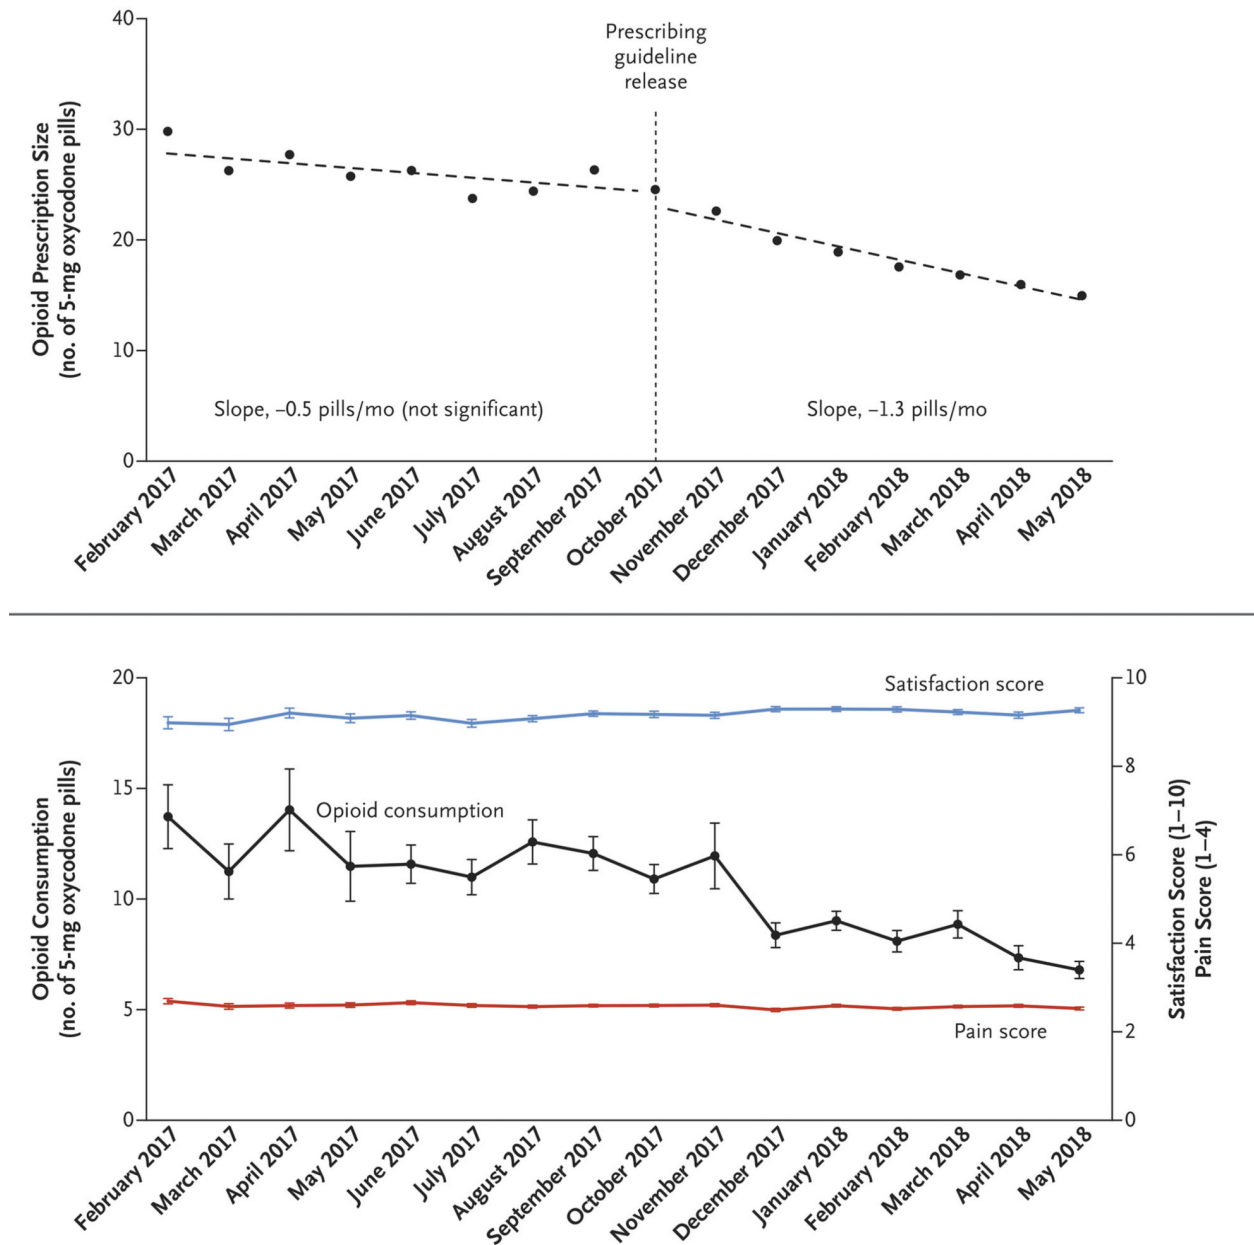 40
30
20
10
0
Opioid Prescription Size
(no. of 5-mg oxycodone pills)
Prescribing
guideline
release
Slope, –0.5 pills/mo (not significant)
Slope, –1.3 pills/mo
February 2017
March 2017
April 2017
May 2017
June 2017
July 2017
August 2017
September 2017
October 2017
November 2017
December 2017
January 2018
February 2018
March 2018
April 2018
May 2018
20
15
10
5
0
Opioid Consumption
(no. of 5-mg oxycodone pills)
Satisfaction score
Opioid consumption
Pain score
10
8
6
4
2
0
Satisfaction Score (1–10)
Pain Score (1–4)
February 2017
March 2017
April 2017
May 2017
June 2017
July 2017
August 2017
September 2017
October 2017
November 2017
December 2017
January 2018
February 2018
March 2018
April 2018
May 2018